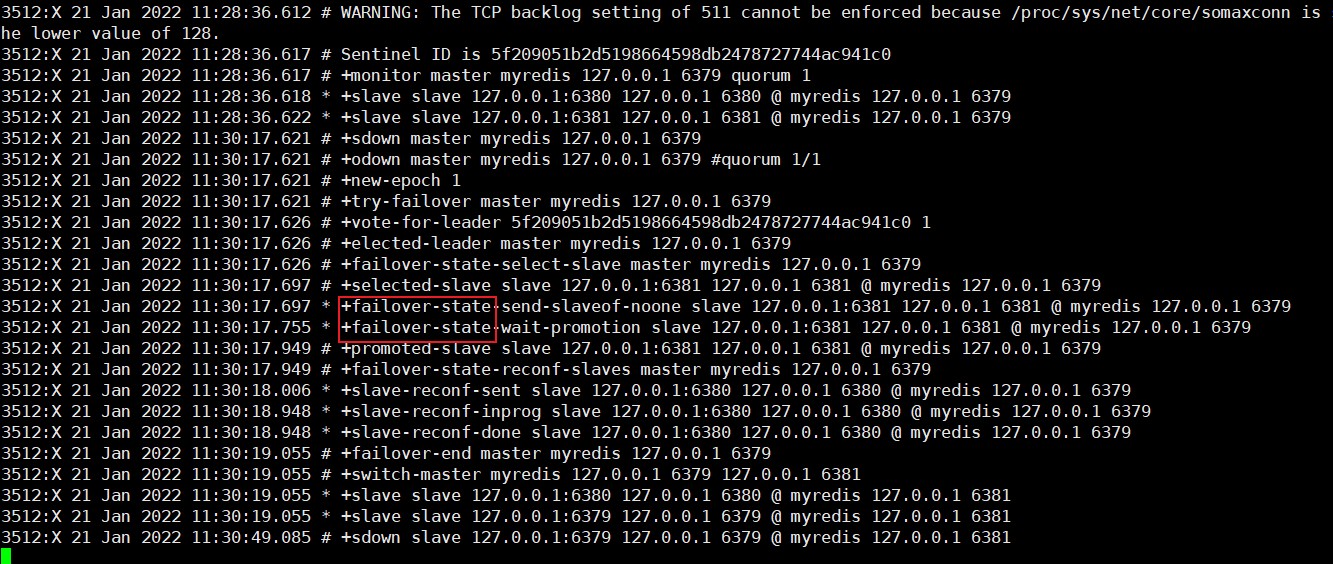 3512:X 21 Jan 2022 11:28:36.612 # WARNING: The TCP backlog setting of 511 cannot be enforced because /proc/sys/net/core/somaxconn is
he lower value of 128.
3512:X 21 Jan 2022 11:28:36.617 # Sentinel ID is 5f209051b2d5198664598db2478727744ac941c0
3512:X 21 Jan 2022 11:28:36.617 # +monitor master myredis 127.0.0.1 6379 quorum 1
3512:X 21 Jan 2022 11:28:36.618 * +slave slave 127.0.0.1:6380 127.0.0.1 6380 @ myredis 127.0.0.1 6379
3512:X 21 Jan 2022 11:28:36.622 * +slave slave 127.0.0.1:6381 127.0.0.1 6381 @ myredis 127.0.0.1 6379
3512:X 21 Jan 2022 11:30:17.621 # +sdown master myredis 127.0.0.1 6379
3512:X 21 Jan 2022 11:30:17.621 # +odown master myredis 127.0.0.1 6379 #quorum 1/1
3512:X 21 Jan 2022 11:30:17.621 # +new-epoch 1
3512:X 21 Jan 2022 11:30:17.621 # +try-failover master myredis 127.0.0.1 6379
3512:X 21 Jan 2022 11:30:17.626 # +vote-for-leader 5f209051b2d5198664598db2478727744ac941c0 1
3512:X 21 Jan 2022 11:30:17.626 # +elected-leader master myredis 127.0.0.1 6379
3512:X 21 Jan 2022 11:30:17.626 # +failover-state-select-slave master myredis 127.0.0.1 6379
3512:X 21 Jan 2022 11:30:17.697 # +selected-slave slave 127.0.0.1:6381 127.0.0.1 6381 @ myredis 127.0.0.1 6379
3512:X 21 Jan 2022 11:30:17.697 * +failover-state-send-slaveof-noone slave 127.0.0.1:6381 127.0.0.1 6381 @ myredis 127.0.0.1 6379
3512:X 21 Jan 2022 11:30:17.755 * +failover-state-wait-promotion slave 127.0.0.1:6381 127.0.0.1 6381 @ myredis 127.0.0.1 6379
3512:X 21 Jan 2022 11:30:17.949 # +promoted-slave slave 127.0.0.1:6381 127.0.0.1 6381 @ myredis 127.0.0.1 6379
3512:X 21 Jan 2022 11:30:17.949 # +failover-state-reconf-slaves master myredis 127.0.0.1 6379
3512:X 21 Jan 2022 11:30:18.006 * +slave-reconf-sent slave 127.0.0.1:6380 127.0.0.1 6380 @ myredis 127.0.0.1 6379
3512:X 21 Jan 2022 11:30:18.948 * +slave-reconf-inprog slave 127.0.0.1:6380 127.0.0.1 6380 @ myredis 127.0.0.1 6379
3512:X 21 Jan 2022 11:30:18.948 * +slave-reconf-done slave 127.0.0.1:6380 127.0.0.1 6380 @ myredis 127.0.0.1 6379
3512:X 21 Jan 2022 11:30:19.055 # +failover-end master myredis 127.0.0.1 6379
3512:X 21 Jan 2022 11:30:19.055 # +switch-master myredis 127.0.0.1 6379 127.0.0.1 6381
3512:X 21 Jan 2022 11:30:19.055 * +slave slave 127.0.0.1:6380 127.0.0.1 6380 @ myredis 127.0.0.1 6381
3512:X 21 Jan 2022 11:30:19.055 * +slave slave 127.0.0.1:6379 127.0.0.1 6379 @ myredis 127.0.0.1 6381
3512:X 21 Jan 2022 11:30:49.085 # +sdown slave 127.0.0.1:6379 127.0.0.1 6379 @ myredis 127.0.0.1 6381